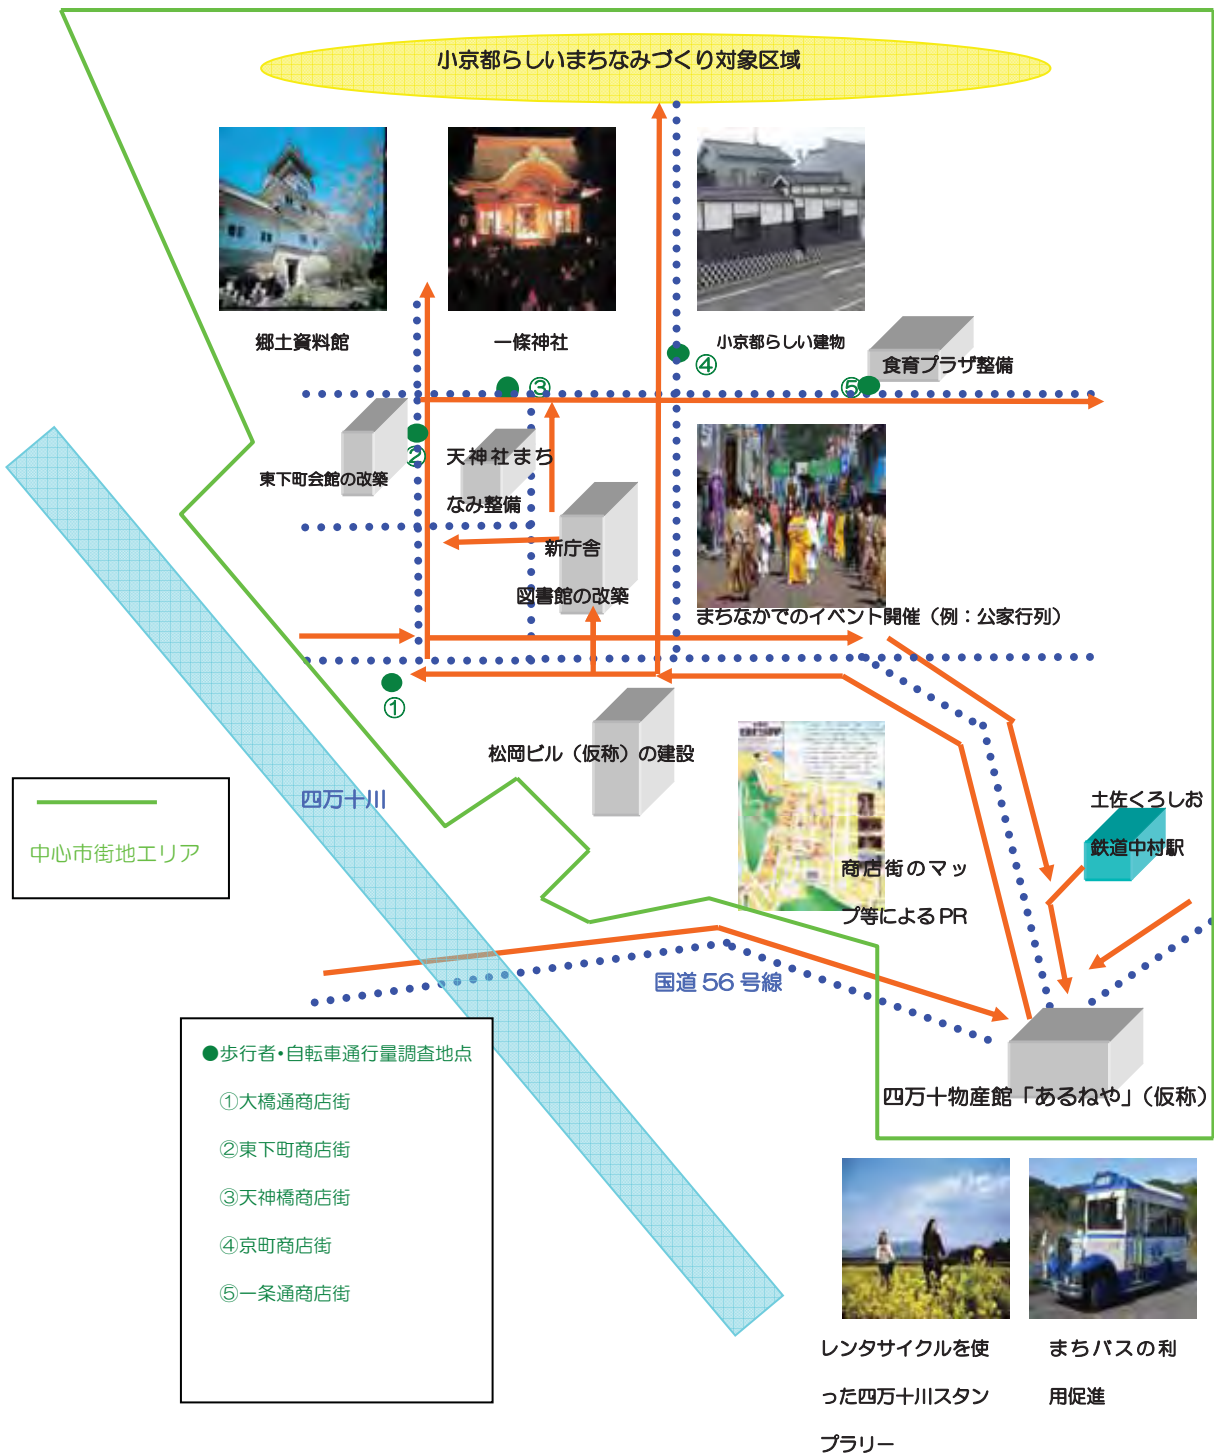 小京都らしいまちなみづくり対象区域
郷土資料館
一條神社
小京都らしい建物
④
食育プラザ整備
③
⑤
②
東下町会館の改築
天神社まち
なみ整備
新庁舎
図書館の改築
まちなかでのイベント開催（例：公家行列）
①
松岡ビル（仮称）の建設
四万十川
中心市街地エリア
土佐くろしお
鉄道中村駅
商店街のマッ
プ等によるPR
国道56号線
●歩行者・自転車通行量調査地点
①大橋通商店街
②東下町商店街
③天神橋商店街
④京町商店街
⑤一条通商店街
四万十物産館「あるねや」（仮称）
レンタサイクルを使
った四万十川スタン
プラリー
まちバスの利
用促進